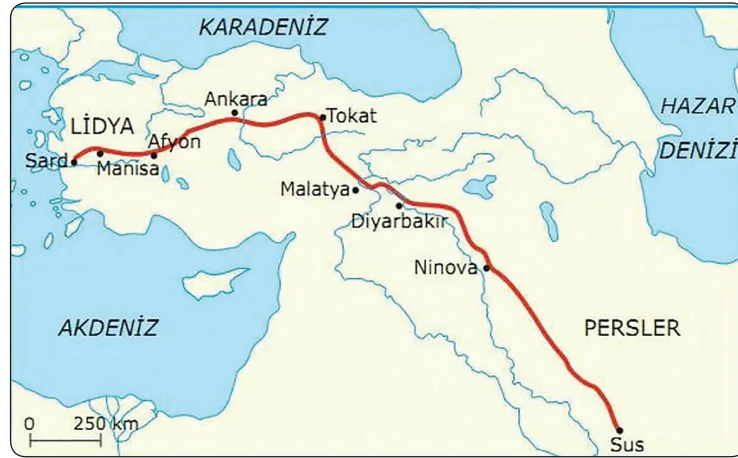 KARADENİZ
Ankara
Tokat
HAZAR
DENİZİ
LİDYA
Afyon
Sard
Manisa
Malatya
Diyarbakır
Ninova
AKDENİZ
PERSLER
0 250 km
Sus